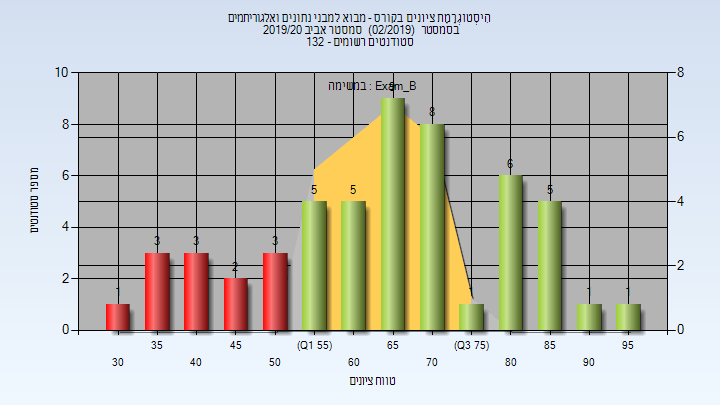 היסטוגרמת ציונים בקורס - מבוא למבני נתונים ואלגוריתמים
בסמסטר (02/2019) סמסטר אביב 2019/20
סטודנטים רשומים - 132
במשימה : Exam_B
10 8
8 6
6 4
4 2
2 0
0
1 3 3 2 3 5 5 9 8 1 6 5 1 1
מספר סטודנטים
35 45 (Q1 55) 65 (Q3 75) 85 95
30 40 50 60 70 80 90
טווח ציונים